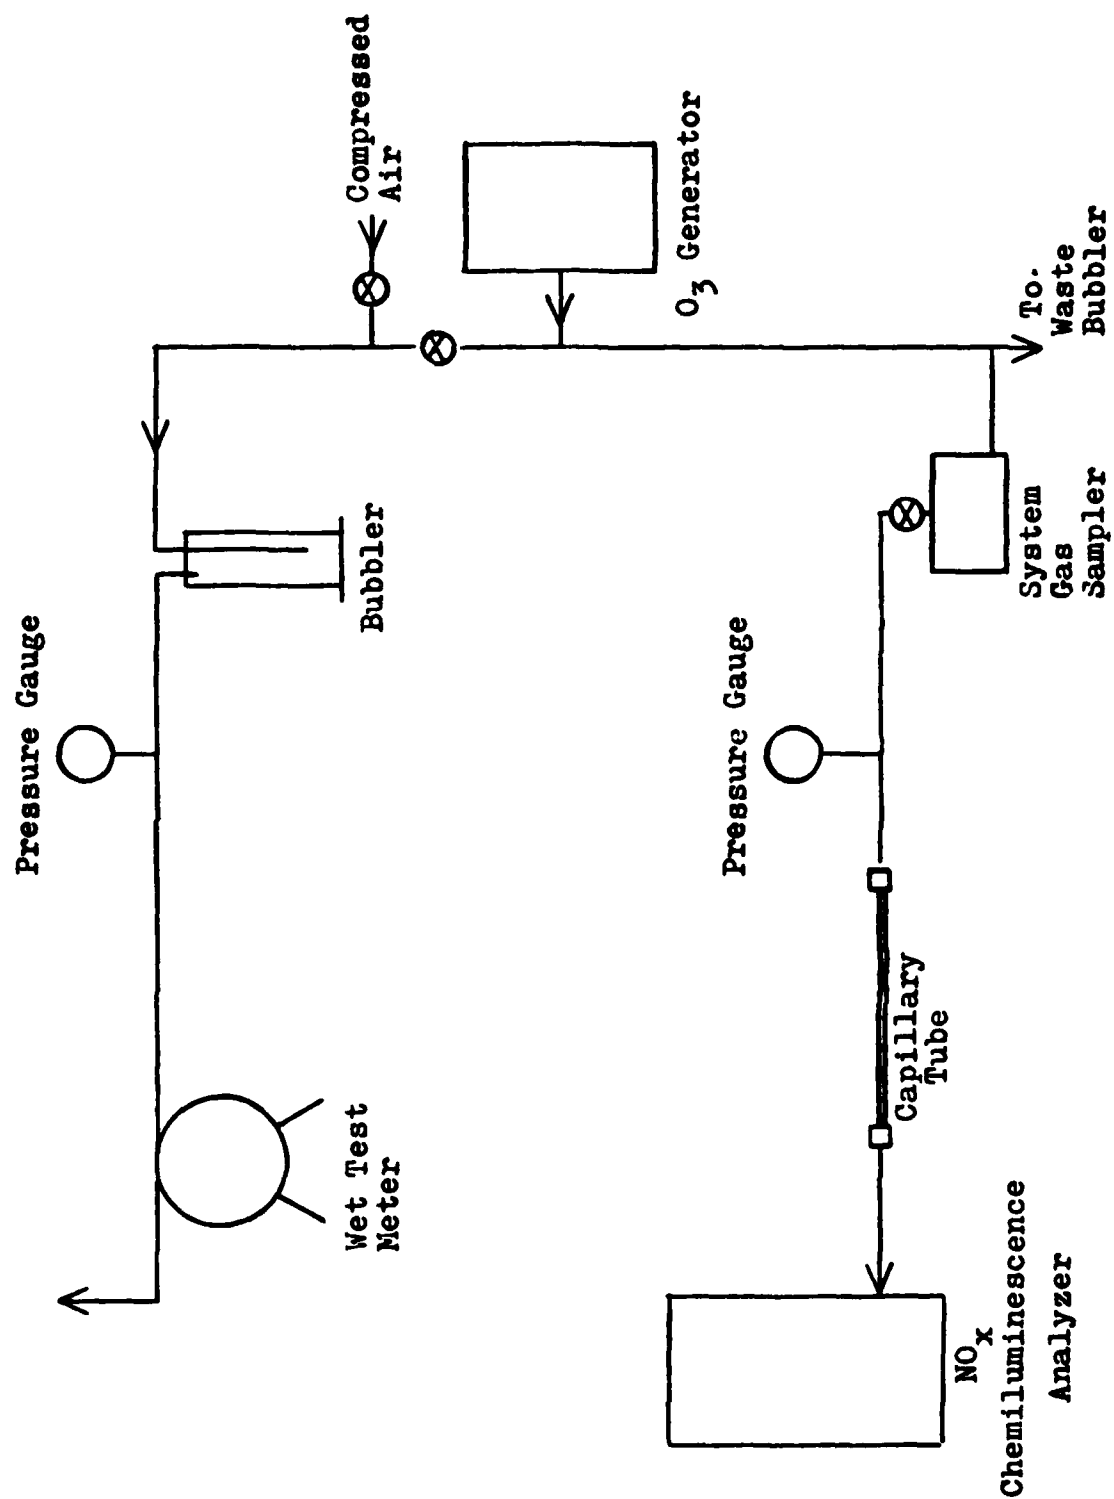 Pressure Gauge
Wet Test
Meter
Bubbler
Compressed
Air
O₃ Generator
NOₓ
Chemiluminescence
Analyzer
Capillary
Tube
Pressure Gauge
System
Gas
Sampler
To.
Waste
Bubbler